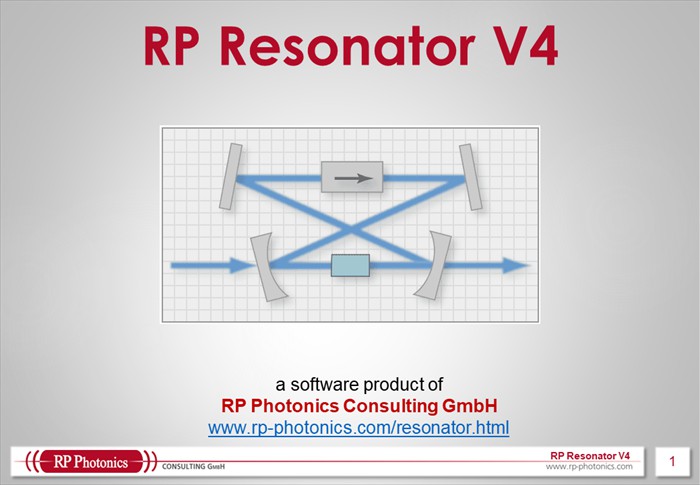 RP Resonator V4
a software product of
RP Photonics Consulting GmbH
www.rp-photonics.com/resonator.html
RP Photonics
CONSULTING GMBH
RP Resonator V4
www.rp-photonics.com
1